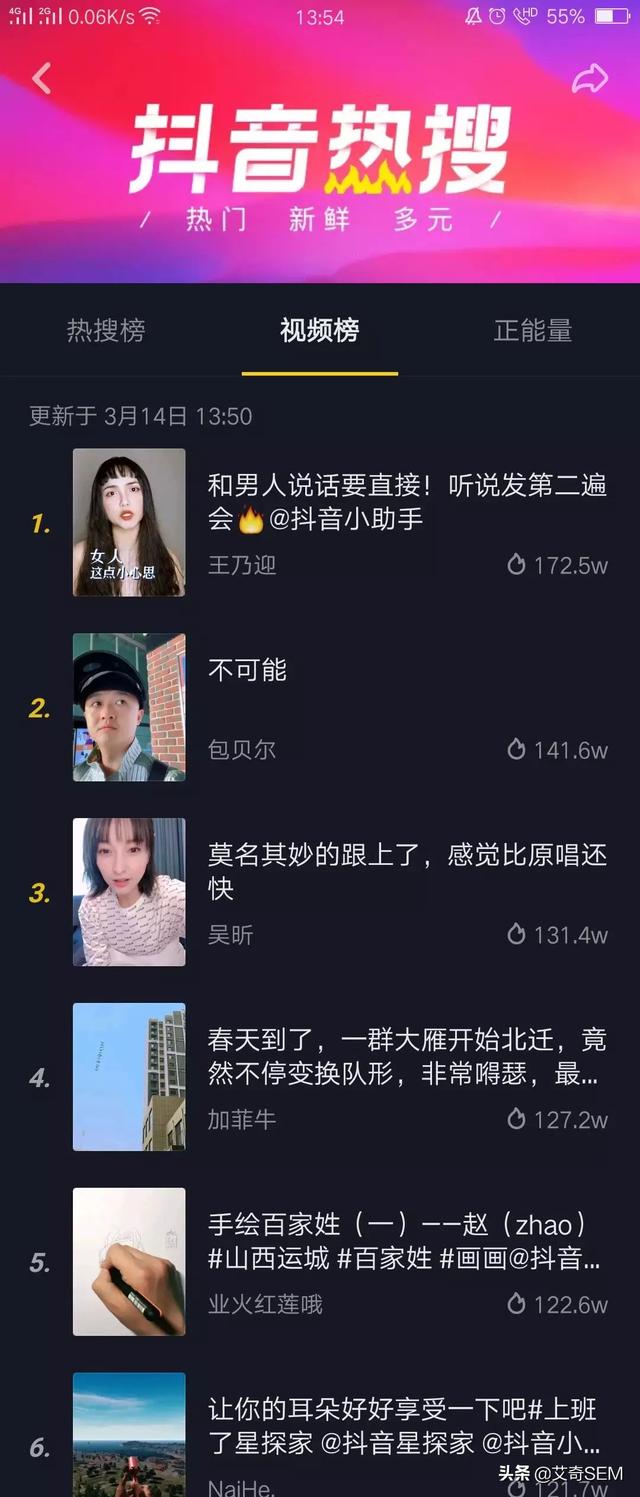 4G 2G 0.06K/s 13:54 HD 55%
抖音热搜
/ 热门 新鲜 多元 /
热搜榜 视频榜 正能量
更新于 3月14日 13:50
1.
女人
这点小心思
和男人说话要直接！听说发第二遍
会🔥@抖音小助手
王乃迎 172.5w
2.
不可能
包贝尔 141.6w
3.
莫名其妙的跟上了，感觉比原唱还
快
吴昕 131.4w
4.
春天到了，一群大雁开始北迁，竟
然不停变换队形，非常嘚瑟，最...
加菲牛 127.2w
5.
手绘百家姓（一）——赵（zhao）
#山西运城 #百家姓 #画画@抖音...
业火红莲哦 122.6w
6.
让你的耳朵好好享受一下吧#上班
了星探家 @抖音星探家 @抖音小...
NaiHe. 121.7w
头条 @艾奇SEM